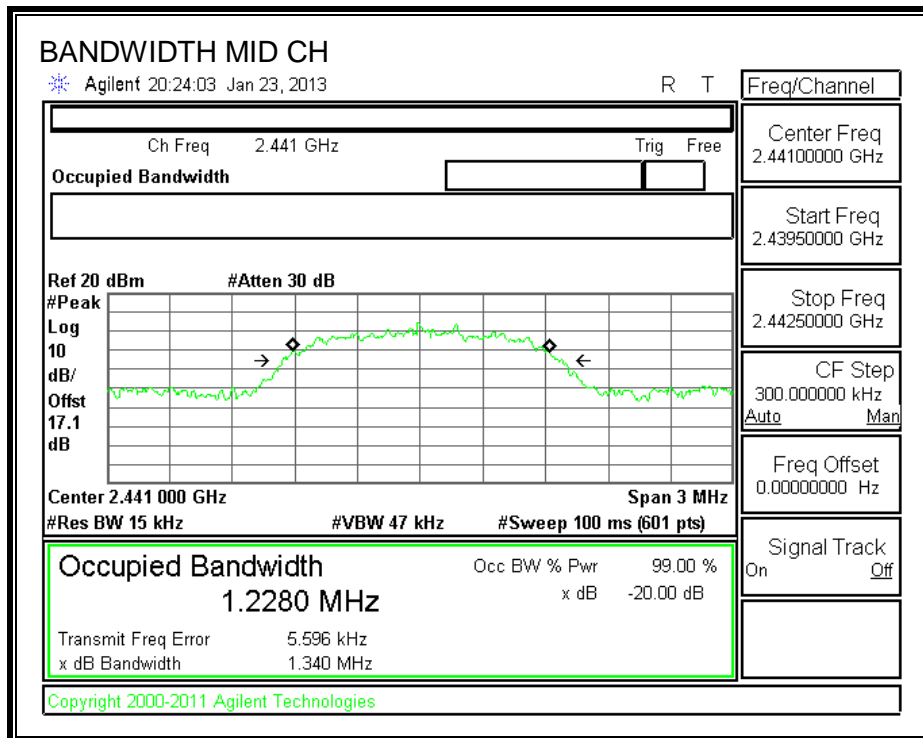 BANDWIDTH MID CH
Agilent 20:24:03 Jan 23, 2013 R T
Freq/Channel
Ch Freq 2.441 GHz Trig Free
Occupied Bandwidth
Center Freq
2.44100000 GHz
Start Freq
2.43950000 GHz
Stop Freq
2.44250000 GHz
CF Step
300.000000 kHz
Auto Man
Freq Offset
0.00000000 Hz
Signal Track
On Off
Ref 20 dBm #Atten 30 dB
#Peak
Log
10
dB/
Offst
17.1
dB
Center 2.441 000 GHz Span 3 MHz
#Res BW 15 kHz #VBW 47 kHz #Sweep 100 ms (601 pts)
Occupied Bandwidth
1.2280 MHz
Occ BW % Pwr 99.00 %
x dB -20.00 dB
Transmit Freq Error 5.596 kHz
x dB Bandwidth 1.340 MHz
Copyright 2000-2011 Agilent Technologies